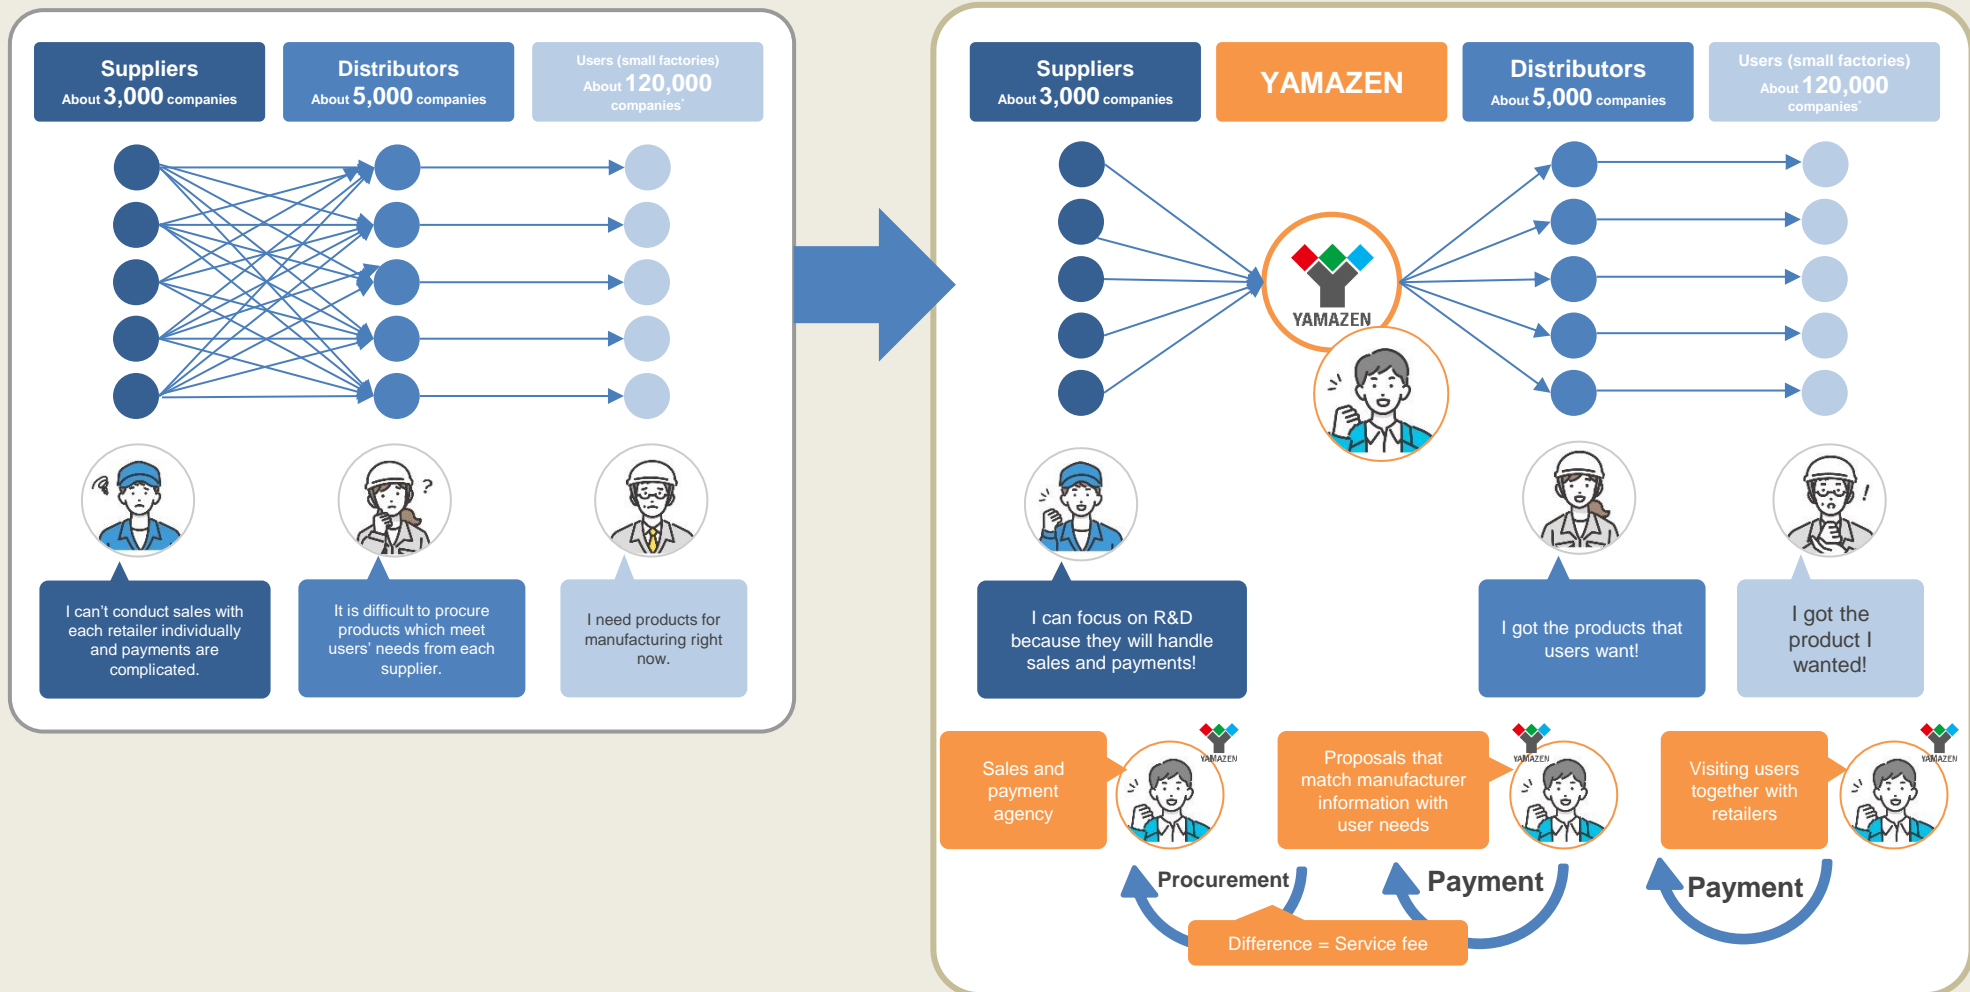 Suppliers
About 3,000 companies
Distributors
About 5,000 companies
Users (small factories)
About 120,000
companies*
?
I can't conduct sales with
each retailer individually
and payments are
complicated.
It is difficult to procure
products which meet
users' needs from each
supplier.
I need products for
manufacturing right
now.
Suppliers
About 3,000 companies
YAMAZEN
Distributors
About 5,000 companies
Users (small factories)
About 120,000
companies*
YAMAZEN
!
I can focus on R&D
because they will handle
sales and payments!
I got the products that
users want!
I got the
product I
wanted!
Sales and
payment
agency
YAMAZEN
Proposals that
match manufacturer
information with
user needs
YAMAZEN
Visiting users
together with
retailers
YAMAZEN
Procurement
Payment
Payment
Difference = Service fee